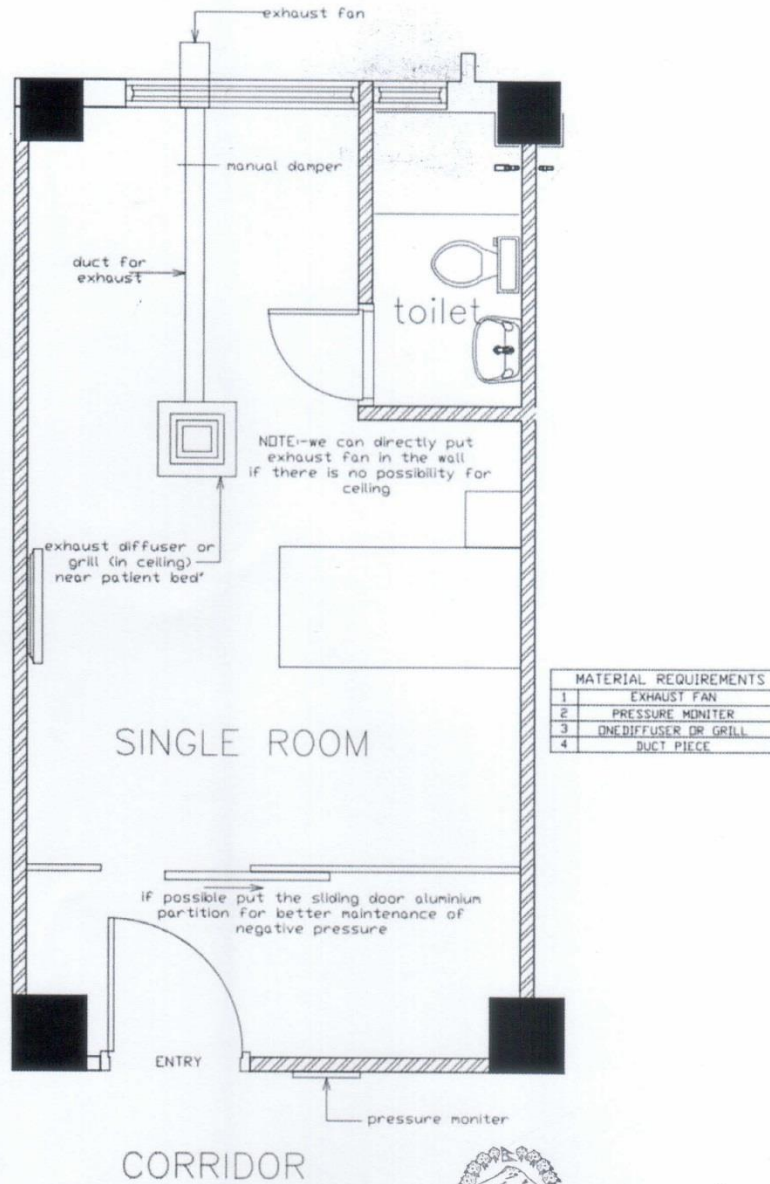 exhaust fan
manual damper
duct for
exhaust
toilet
NOTE:-we can directly put
exhaust fan in the wall
if there is no possibility for
ceiling
exhaust diffuser or
grill (in ceiling)
near patient bed"
MATERIAL REQUIREMENTS
1 EXHAUST FAN
2 PRESSURE MONITER
3 ONEDIFFUSER OR GRILL
4 DUCT PIECE
SINGLE ROOM
if possible put the sliding door aluminium
partition for better maintenance of
negative pressure
ENTRY
pressure moniter
CORRIDOR